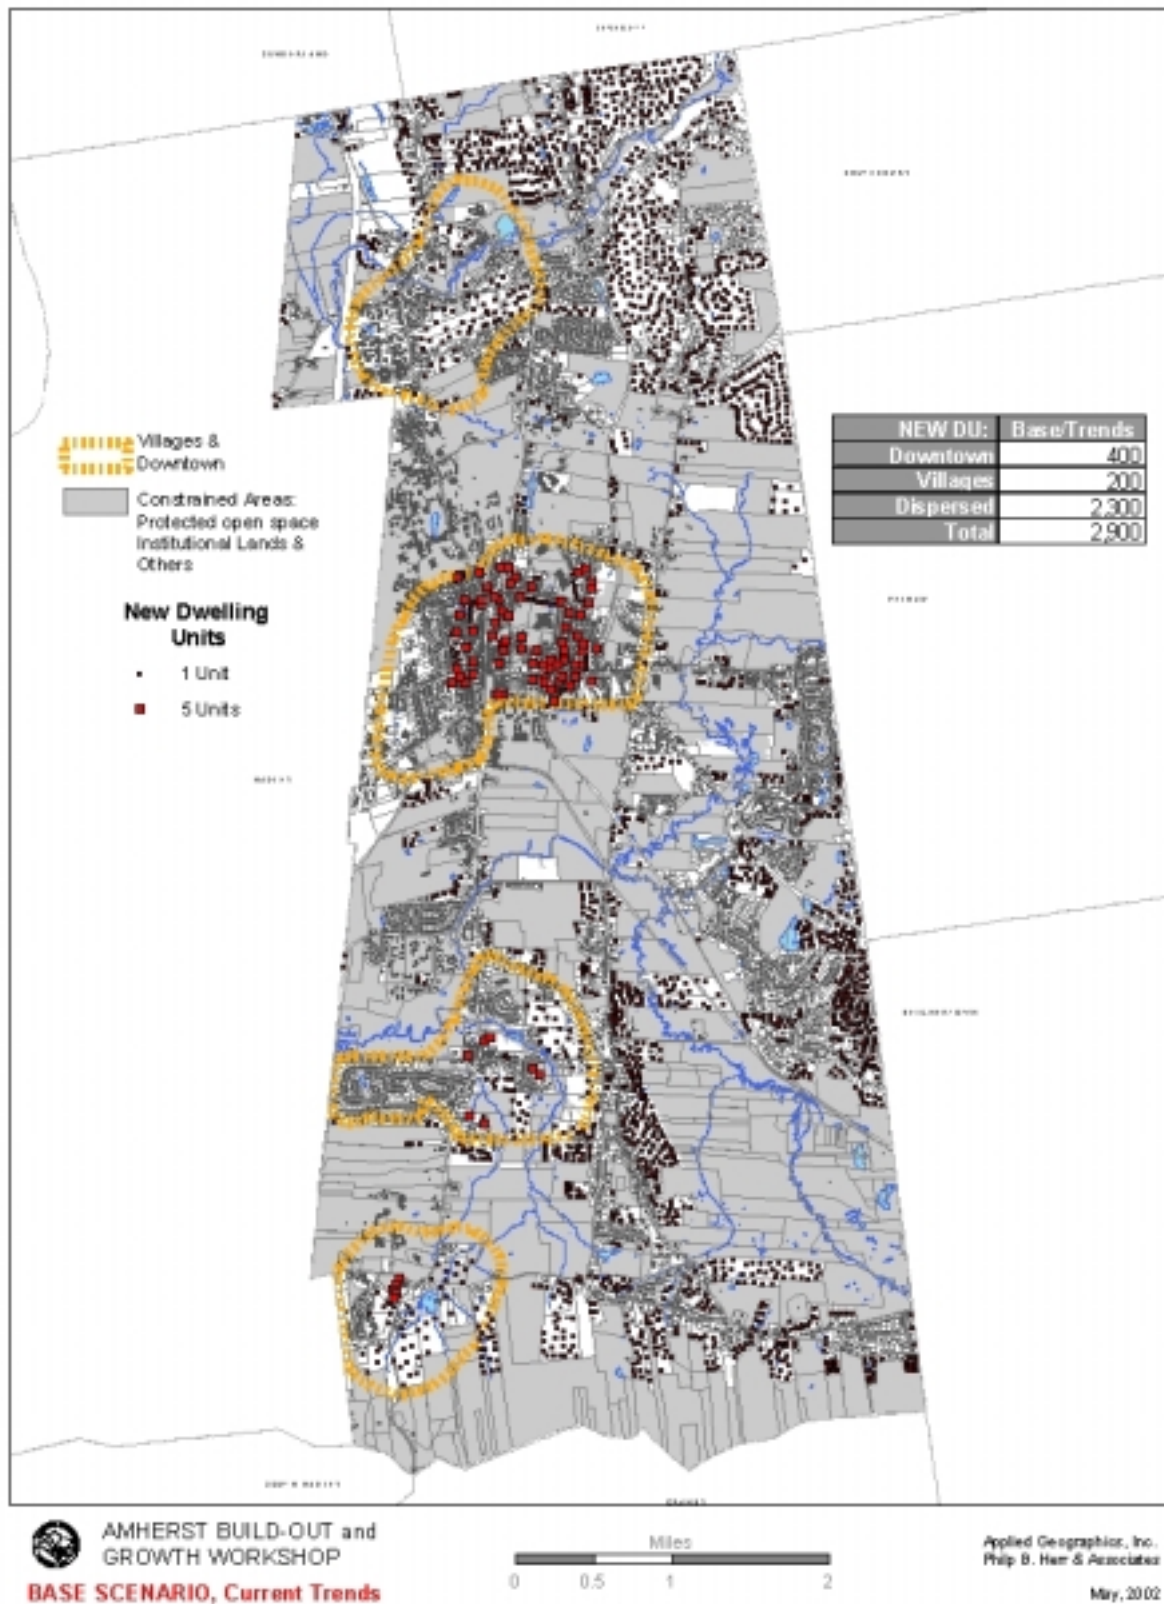 Villages &
Downtown
Constrained Areas:
Protected open space
Institutional Lands &
Others
New Dwelling
Units
1 Unit
5 Units
NEW DU: Base/Trends
Downtown 400
Villages 200
Dispersed 2,300
Total 2,900
AMHERST BUILD-OUT and
GROWTH WORKSHOP
BASE SCENARIO, Current Trends
Miles
0 0.5 1 2
Applied Geographics, Inc.
Philip B. Herr & Associates
May, 2002